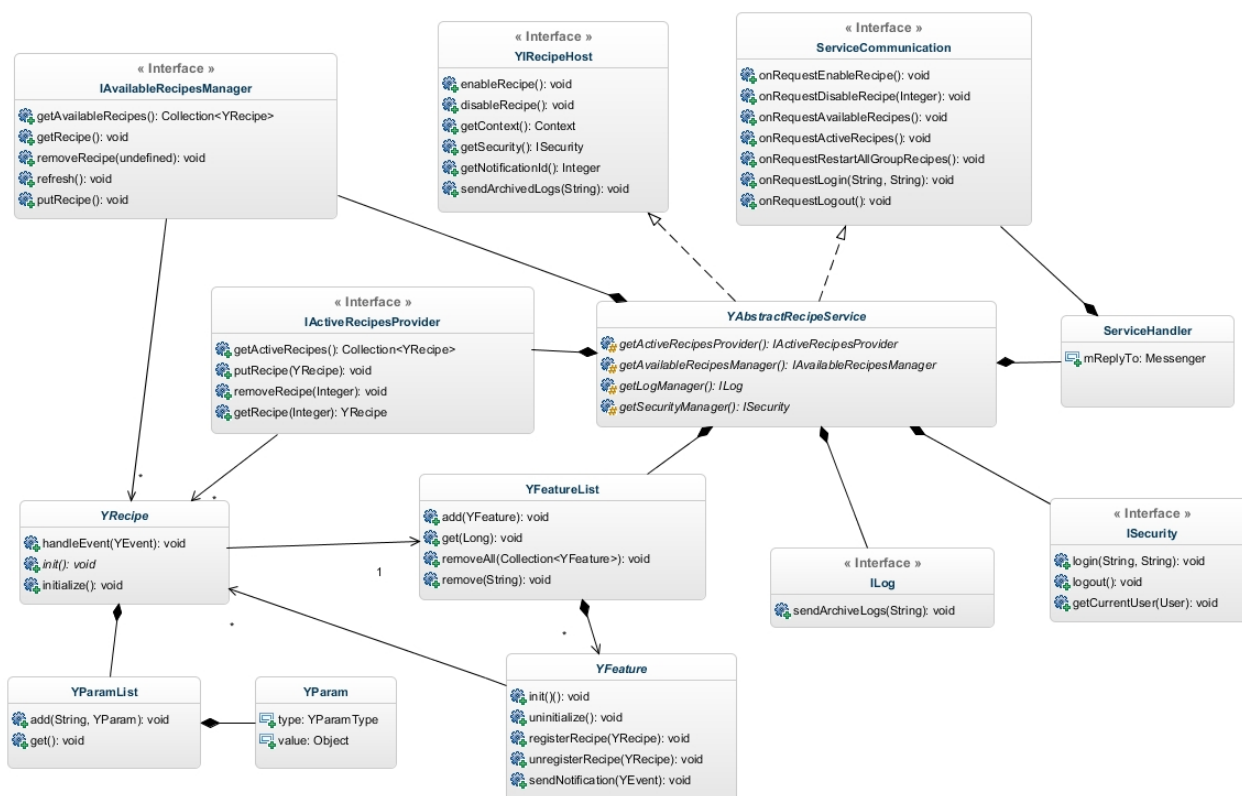 « Interface »
YIRecipeHost
enableRecipe(): void
disableRecipe(): void
getContext(): Context
getSecurity(): ISecurity
getNotificationId(): Integer
sendArchivedLogs(String): void
« Interface »
ServiceCommunication
onRequestEnableRecipe(): void
onRequestDisableRecipe(Integer): void
onRequestAvailableRecipes(): void
onRequestActiveRecipes(): void
onRequestRestartAllGroupRecipes(): void
onRequestLogin(String, String): void
onRequestLogout(): void
« Interface »
IAvailableRecipesManager
getAvailableRecipes(): Collection<YRecipe>
getRecipe(): void
removeRecipe(undefined): void
refresh(): void
putRecipe(): void
« Interface »
IActiveRecipesProvider
getActiveRecipes(): Collection<YRecipe>
putRecipe(YRecipe): void
removeRecipe(Integer): void
getRecipe(Integer): YRecipe
YAbstractRecipeService
getActiveRecipesProvider(): IActiveRecipesProvider
getAvailableRecipesManager(): IAvailableRecipesManager
getLogManager(): ILog
getSecurityManager(): ISecurity
ServiceHandler
mReplyTo: Messenger
*
*
YRecipe
handleEvent(YEvent): void
init(): void
initialize(): void
1
*
YFeatureList
add(YFeature): void
get(Long): void
removeAll(Collection<YFeature>): void
remove(String): void
*
« Interface »
ILog
sendArchiveLogs(String): void
« Interface »
ISecurity
login(String, String): void
logout(): void
getCurrentUser(User): void
YParamList
add(String, YParam): void
get(): void
YParam
type: YParamType
value: Object
YFeature
init()(): void
uninitialize(): void
registerRecipe(YRecipe): void
unregisterRecipe(YRecipe): void
sendNotification(YEvent): void